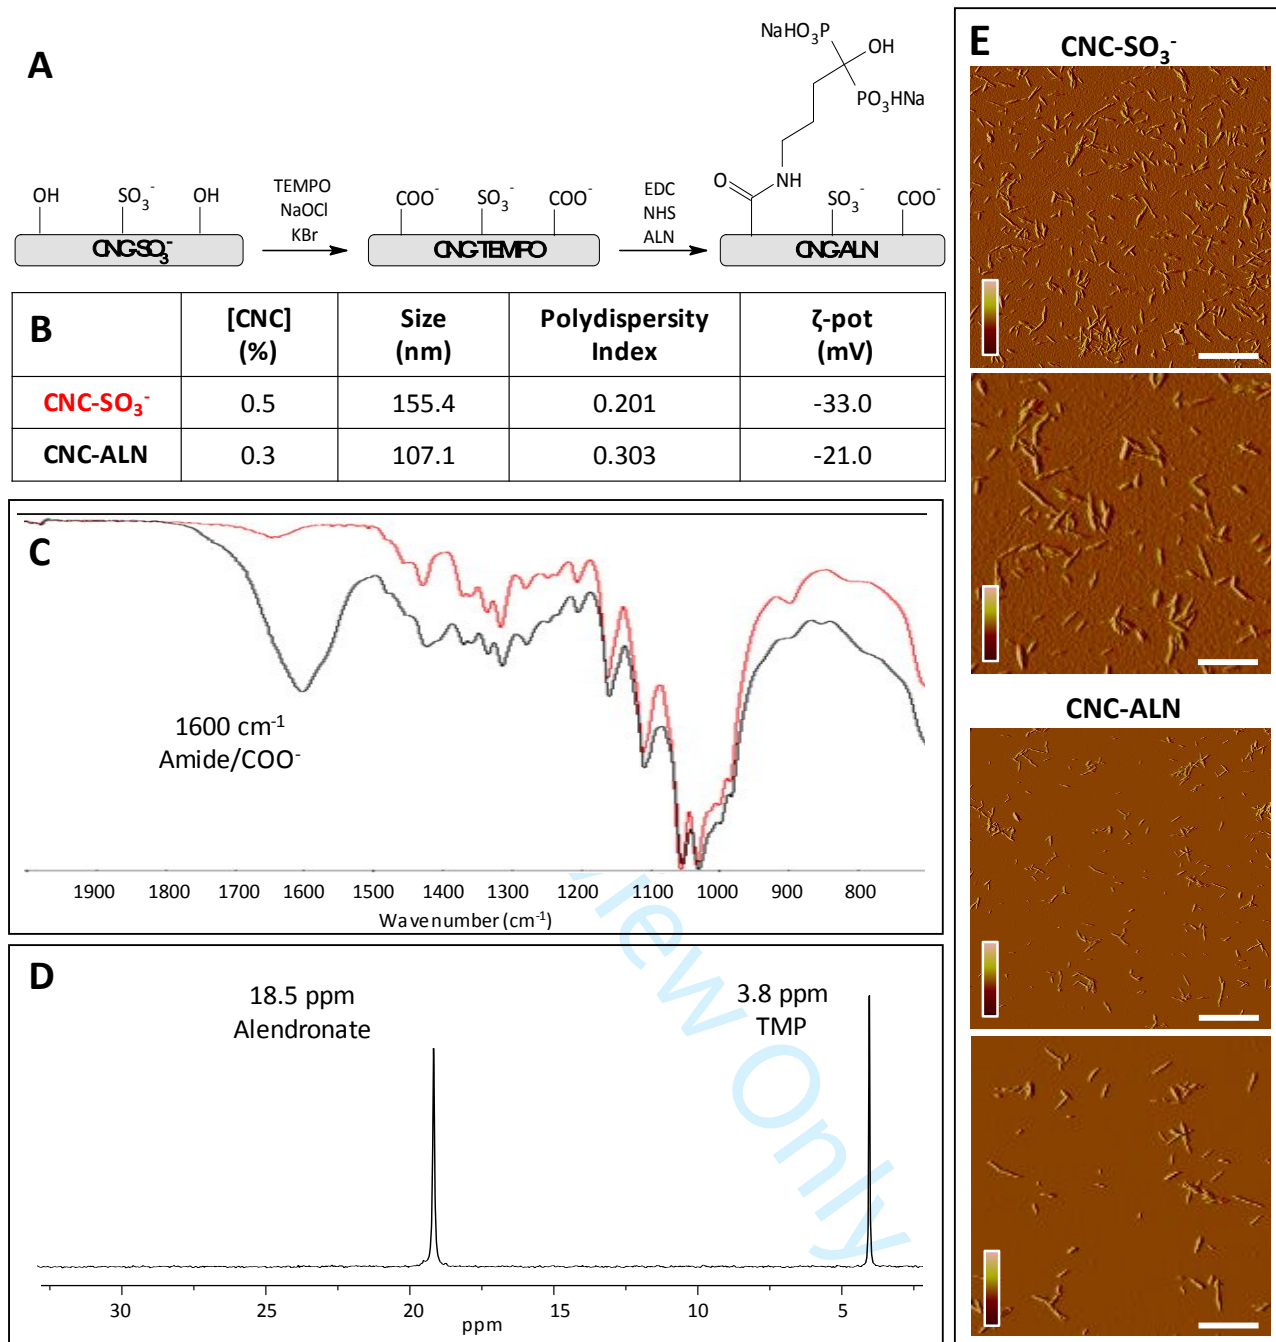 A
NaHO₃P
OH
PO₃HNa
O
NH
OH SO₃⁻ OH
CNC-SO₃⁻
TEMPO
NaOCl
KBr
COO⁻ SO₃⁻ COO⁻
CNC-TEMPO
EDC
NHS
ALN
SO₃⁻ COO⁻
CNC-ALN
B
[CNC] (%) Size (nm) Polydispersity Index ζ-pot (mV)
CNC-SO₃⁻ 0.5 155.4 0.201 -33.0
CNC-ALN 0.3 107.1 0.303 -21.0
C
1600 cm⁻¹
Amide/COO⁻
1900 1800 1700 1600 1500 1400 1300 1200 1100 1000 900 800
Wavenumber (cm⁻¹)
D
18.5 ppm
Alendronate
3.8 ppm
TMP
30 25 20 15 10 5
ppm
E
CNC-SO₃⁻
CNC-ALN
view Only